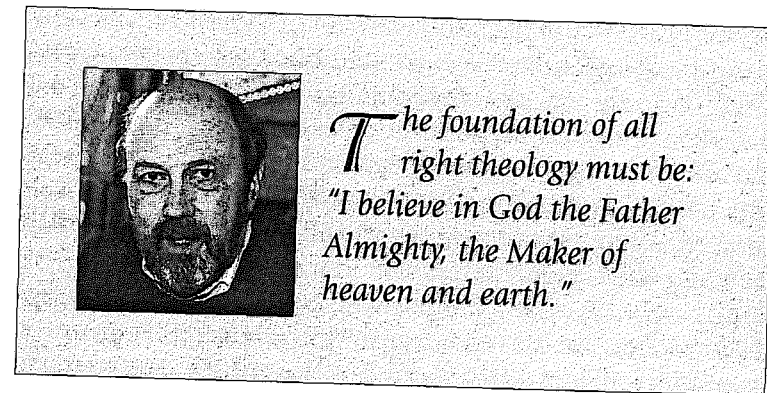 The foundation of all
right theology must be:
"I believe in God the Father
Almighty, the Maker of
heaven and earth."